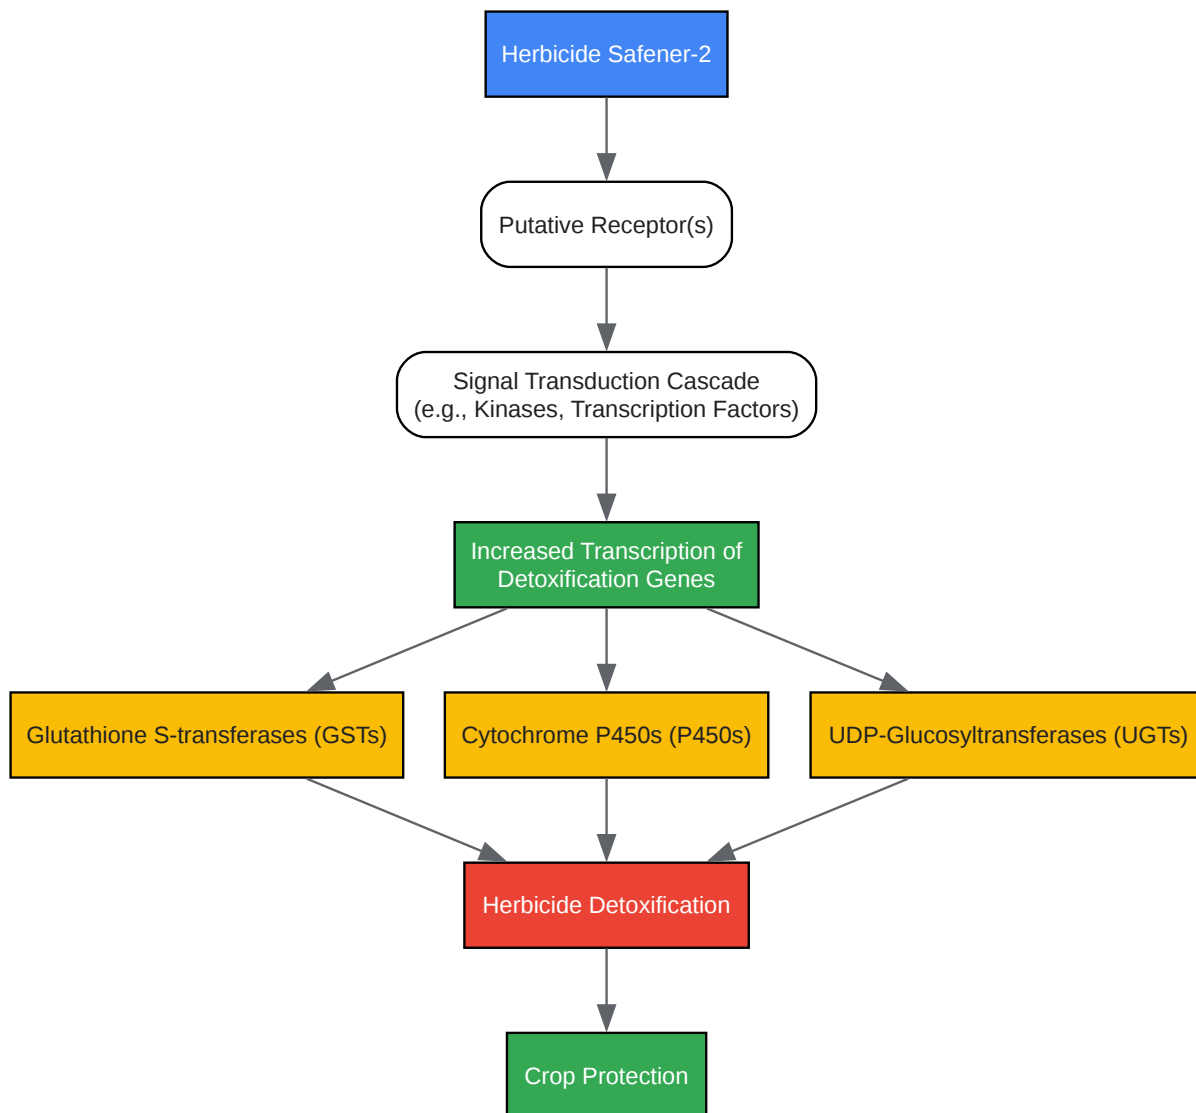 Herbicide Safener-2
Putative Receptor(s)
Signal Transduction Cascade
(e.g., Kinases, Transcription Factors)
Increased Transcription of
Detoxification Genes
Glutathione S-transferases (GSTs)
Cytochrome P450s (P450s)
UDP-Glucosyltransferases (UGTs)
Herbicide Detoxification
Crop Protection